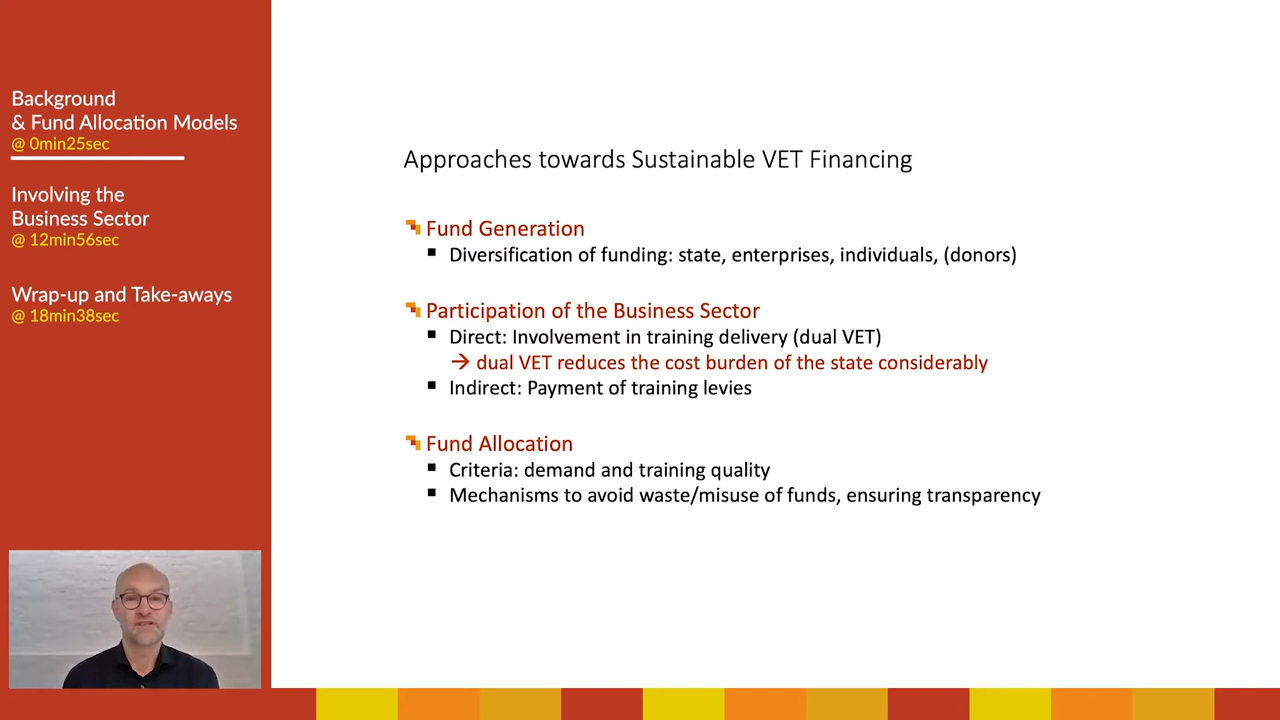 Background
& Fund Allocation Models
@ 0min25sec
Involving the
Business Sector
@ 12min56sec
Wrap-up and Take-aways
@ 18min38sec
Approaches towards Sustainable VET Financing
Fund Generation
Diversification of funding: state, enterprises, individuals, (donors)
Participation of the Business Sector
Direct: Involvement in training delivery (dual VET)
→ dual VET reduces the cost burden of the state considerably
Indirect: Payment of training levies
Fund Allocation
Criteria: demand and training quality
Mechanisms to avoid waste/misuse of funds, ensuring transparency